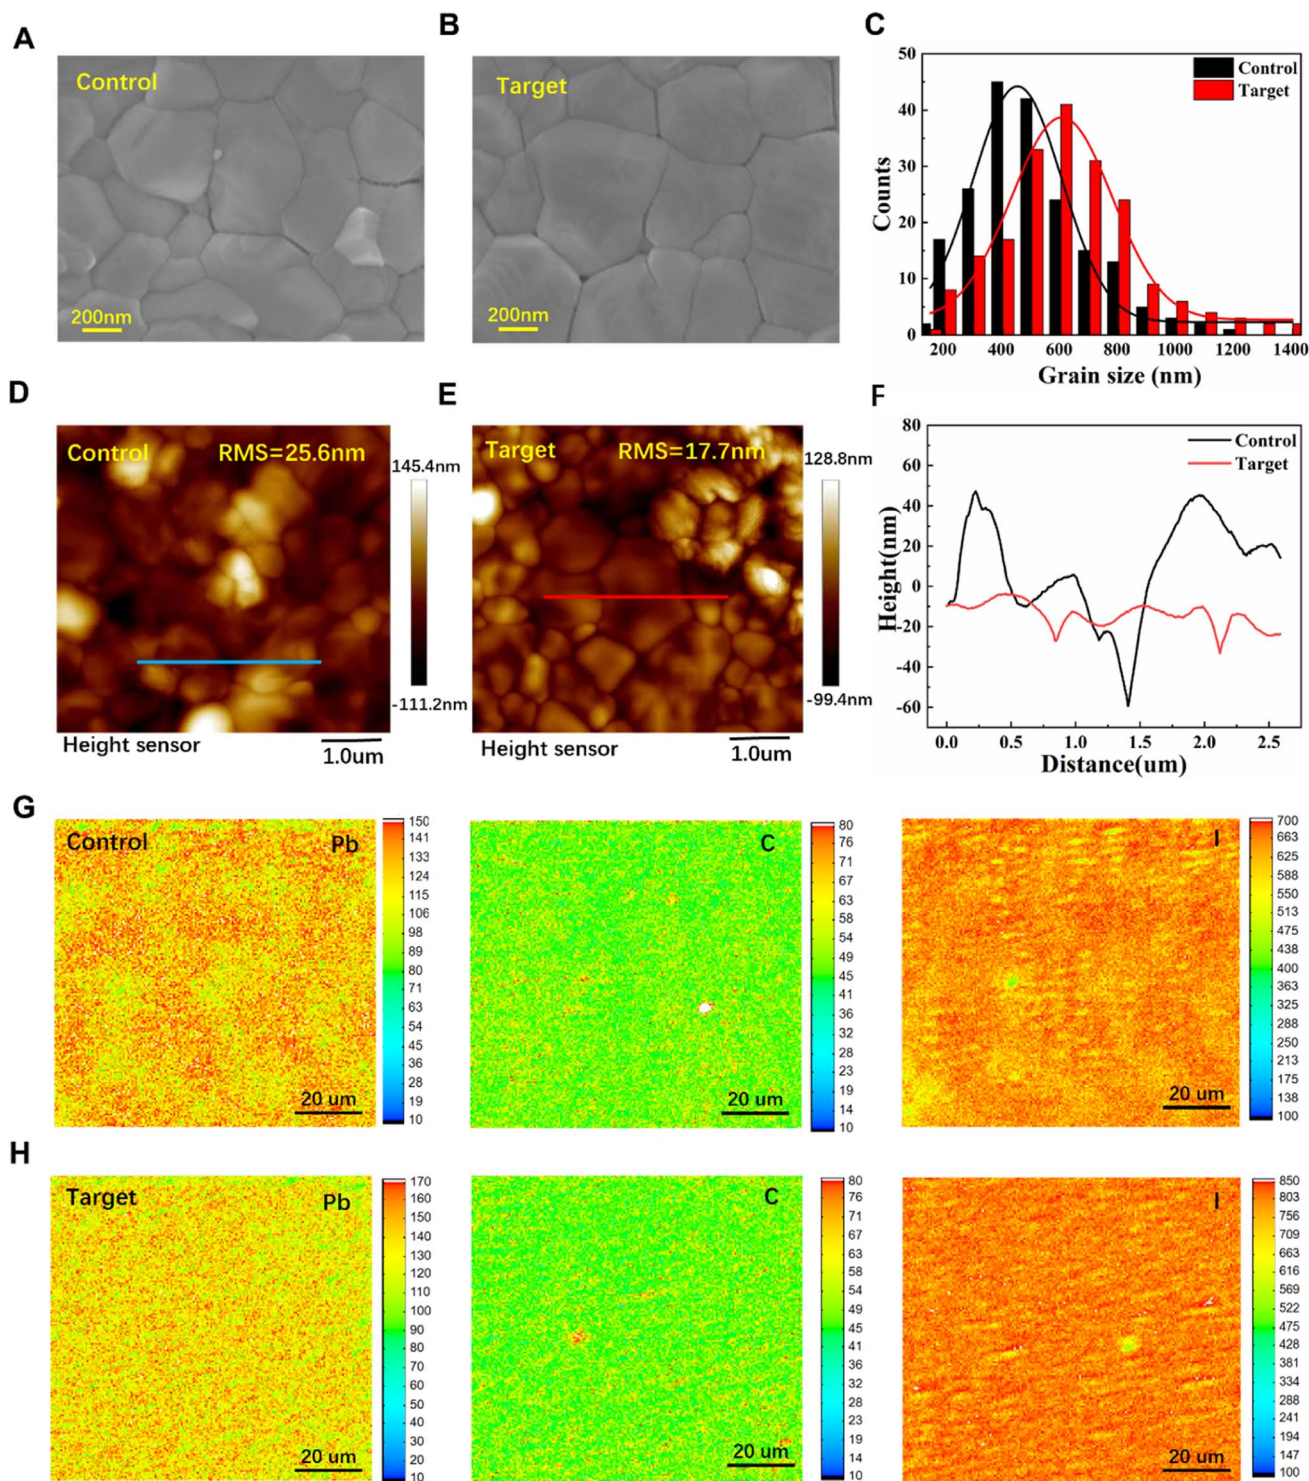 A
Control
200nm
B
Target
200nm
C
50
40
30
20
10
0
Counts
200 400 600 800 1000 1200 1400
Grain size (nm)
Control
Target
D
Control RMS=25.6nm
145.4nm
-111.2nm
Height sensor
1.0um
E
Target RMS=17.7nm
128.8nm
-99.4nm
Height sensor
1.0um
F
80
60
40
20
0
-20
-40
-60
Height(nm)
0.0 0.5 1.0 1.5 2.0 2.5
Distance(um)
Control
Target
G
Control Pb
20 um
150
141
133
124
115
106
98
89
80
71
63
54
45
36
28
19
10
C
20 um
80
76
71
67
63
58
54
49
45
41
36
32
28
23
19
14
10
I
20 um
700
663
625
588
550
513
475
438
400
363
325
288
250
213
175
138
100
H
Target Pb
20 um
170
160
150
140
130
120
110
100
90
80
70
60
50
40
30
20
10
C
20 um
80
76
71
67
63
58
54
49
45
41
36
32
28
23
19
14
10
I
20 um
850
803
756
709
663
616
569
522
475
428
381
334
288
241
194
147
100